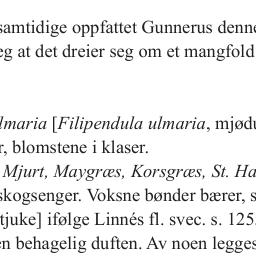 samtidige oppfattet Gunnerus denne
eg at det dreier seg om et mangfold
lmaria [Filipendula ulmaria, mjødu
r, blomstene i klaser.
Mjurt, Maygræs, Korsgræs, St. Ha
skogsenger. Voksne bønder bærer, s
tjuke] ifølge Linnés fl. svec. s. 125.
en behagelig duften. Av noen legges